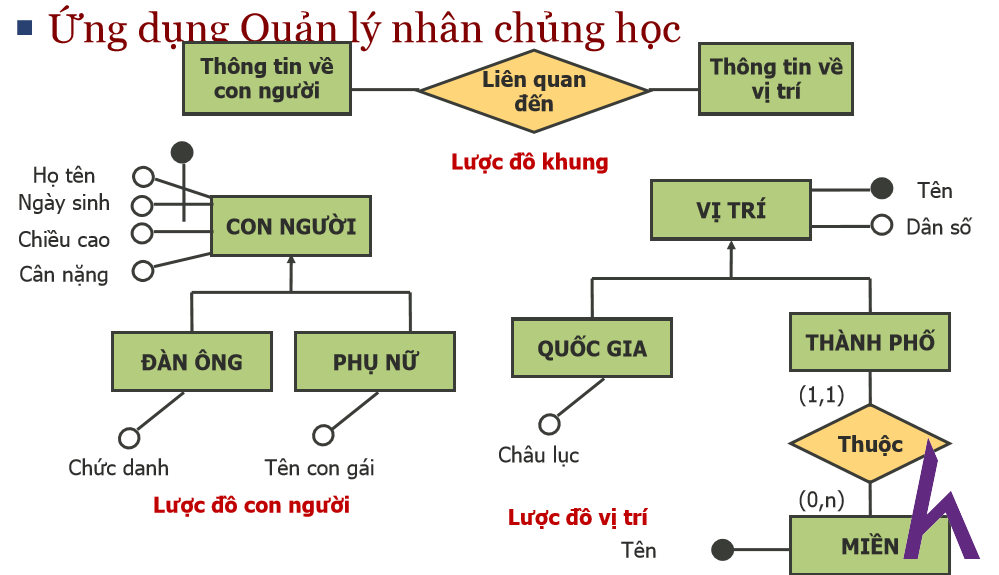 Ứng dụng Quản lý nhân chủng học
Thông tin về
con người
Liên quan
đến
Thông tin về
vị trí
Lược đồ khung
Họ tên
Ngày sinh
Chiều cao
Cân nặng
CON NGƯỜI
VỊ TRÍ
Tên
Dân số
ĐÀN ÔNG
PHỤ NỮ
QUỐC GIA
THÀNH PHỐ
(1,1)
Thuộc
Chức danh
Tên con gái
Châu lục
Lược đồ con người
(0,n)
Lược đồ vị trí
Tên
MIỀN